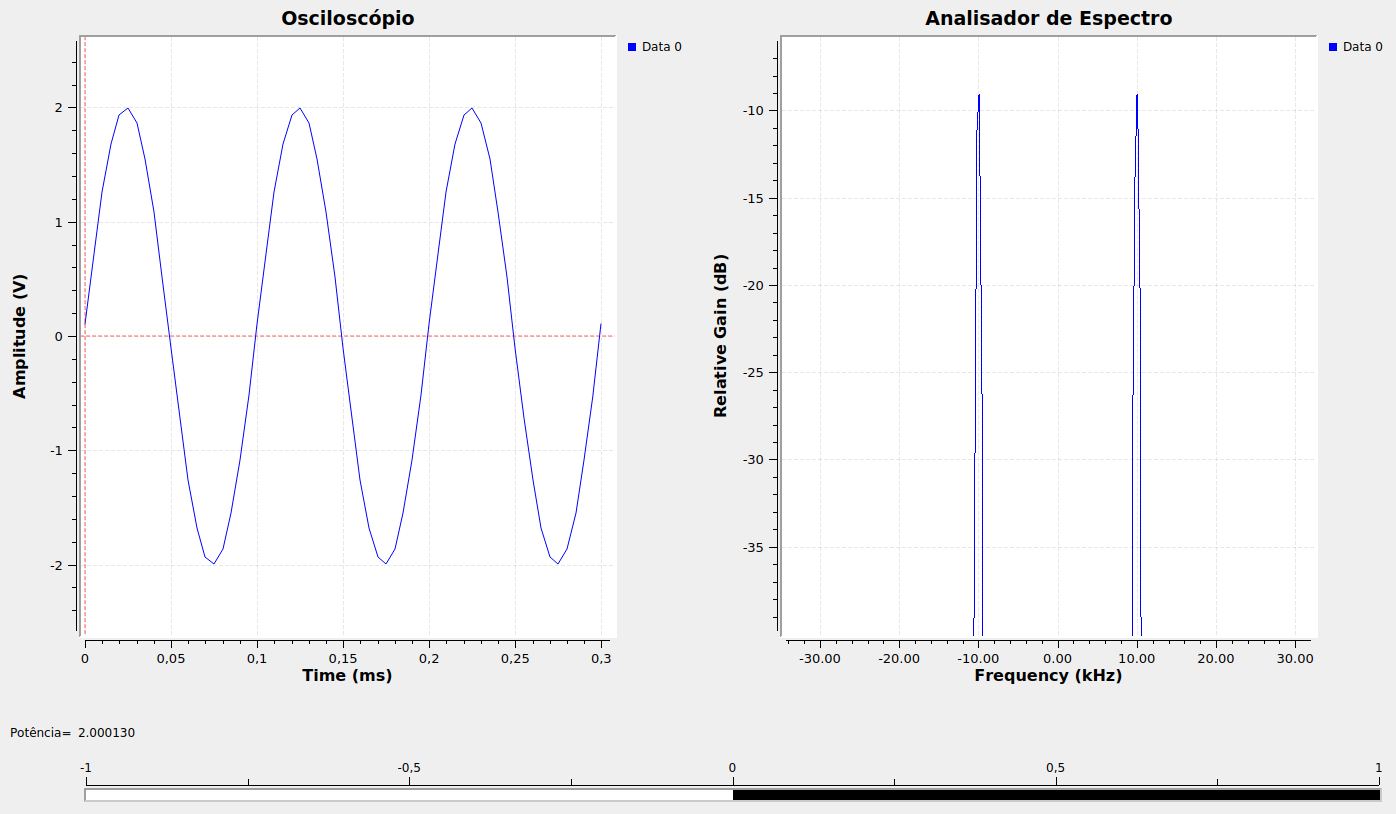 Osciloscópio
Data 0
Amplitude (V)
2
1
0
-1
-2
0 0,05 0,1 0,15 0,2 0,25 0,3
Time (ms)
Analisador de Espectro
Data 0
Relative Gain (dB)
-10
-15
-20
-25
-30
-35
-30.00 -20.00 -10.00 0.00 10.00 20.00 30.00
Frequency (kHz)
Potência= 2.000130
-1 -0,5 0 0,5 1